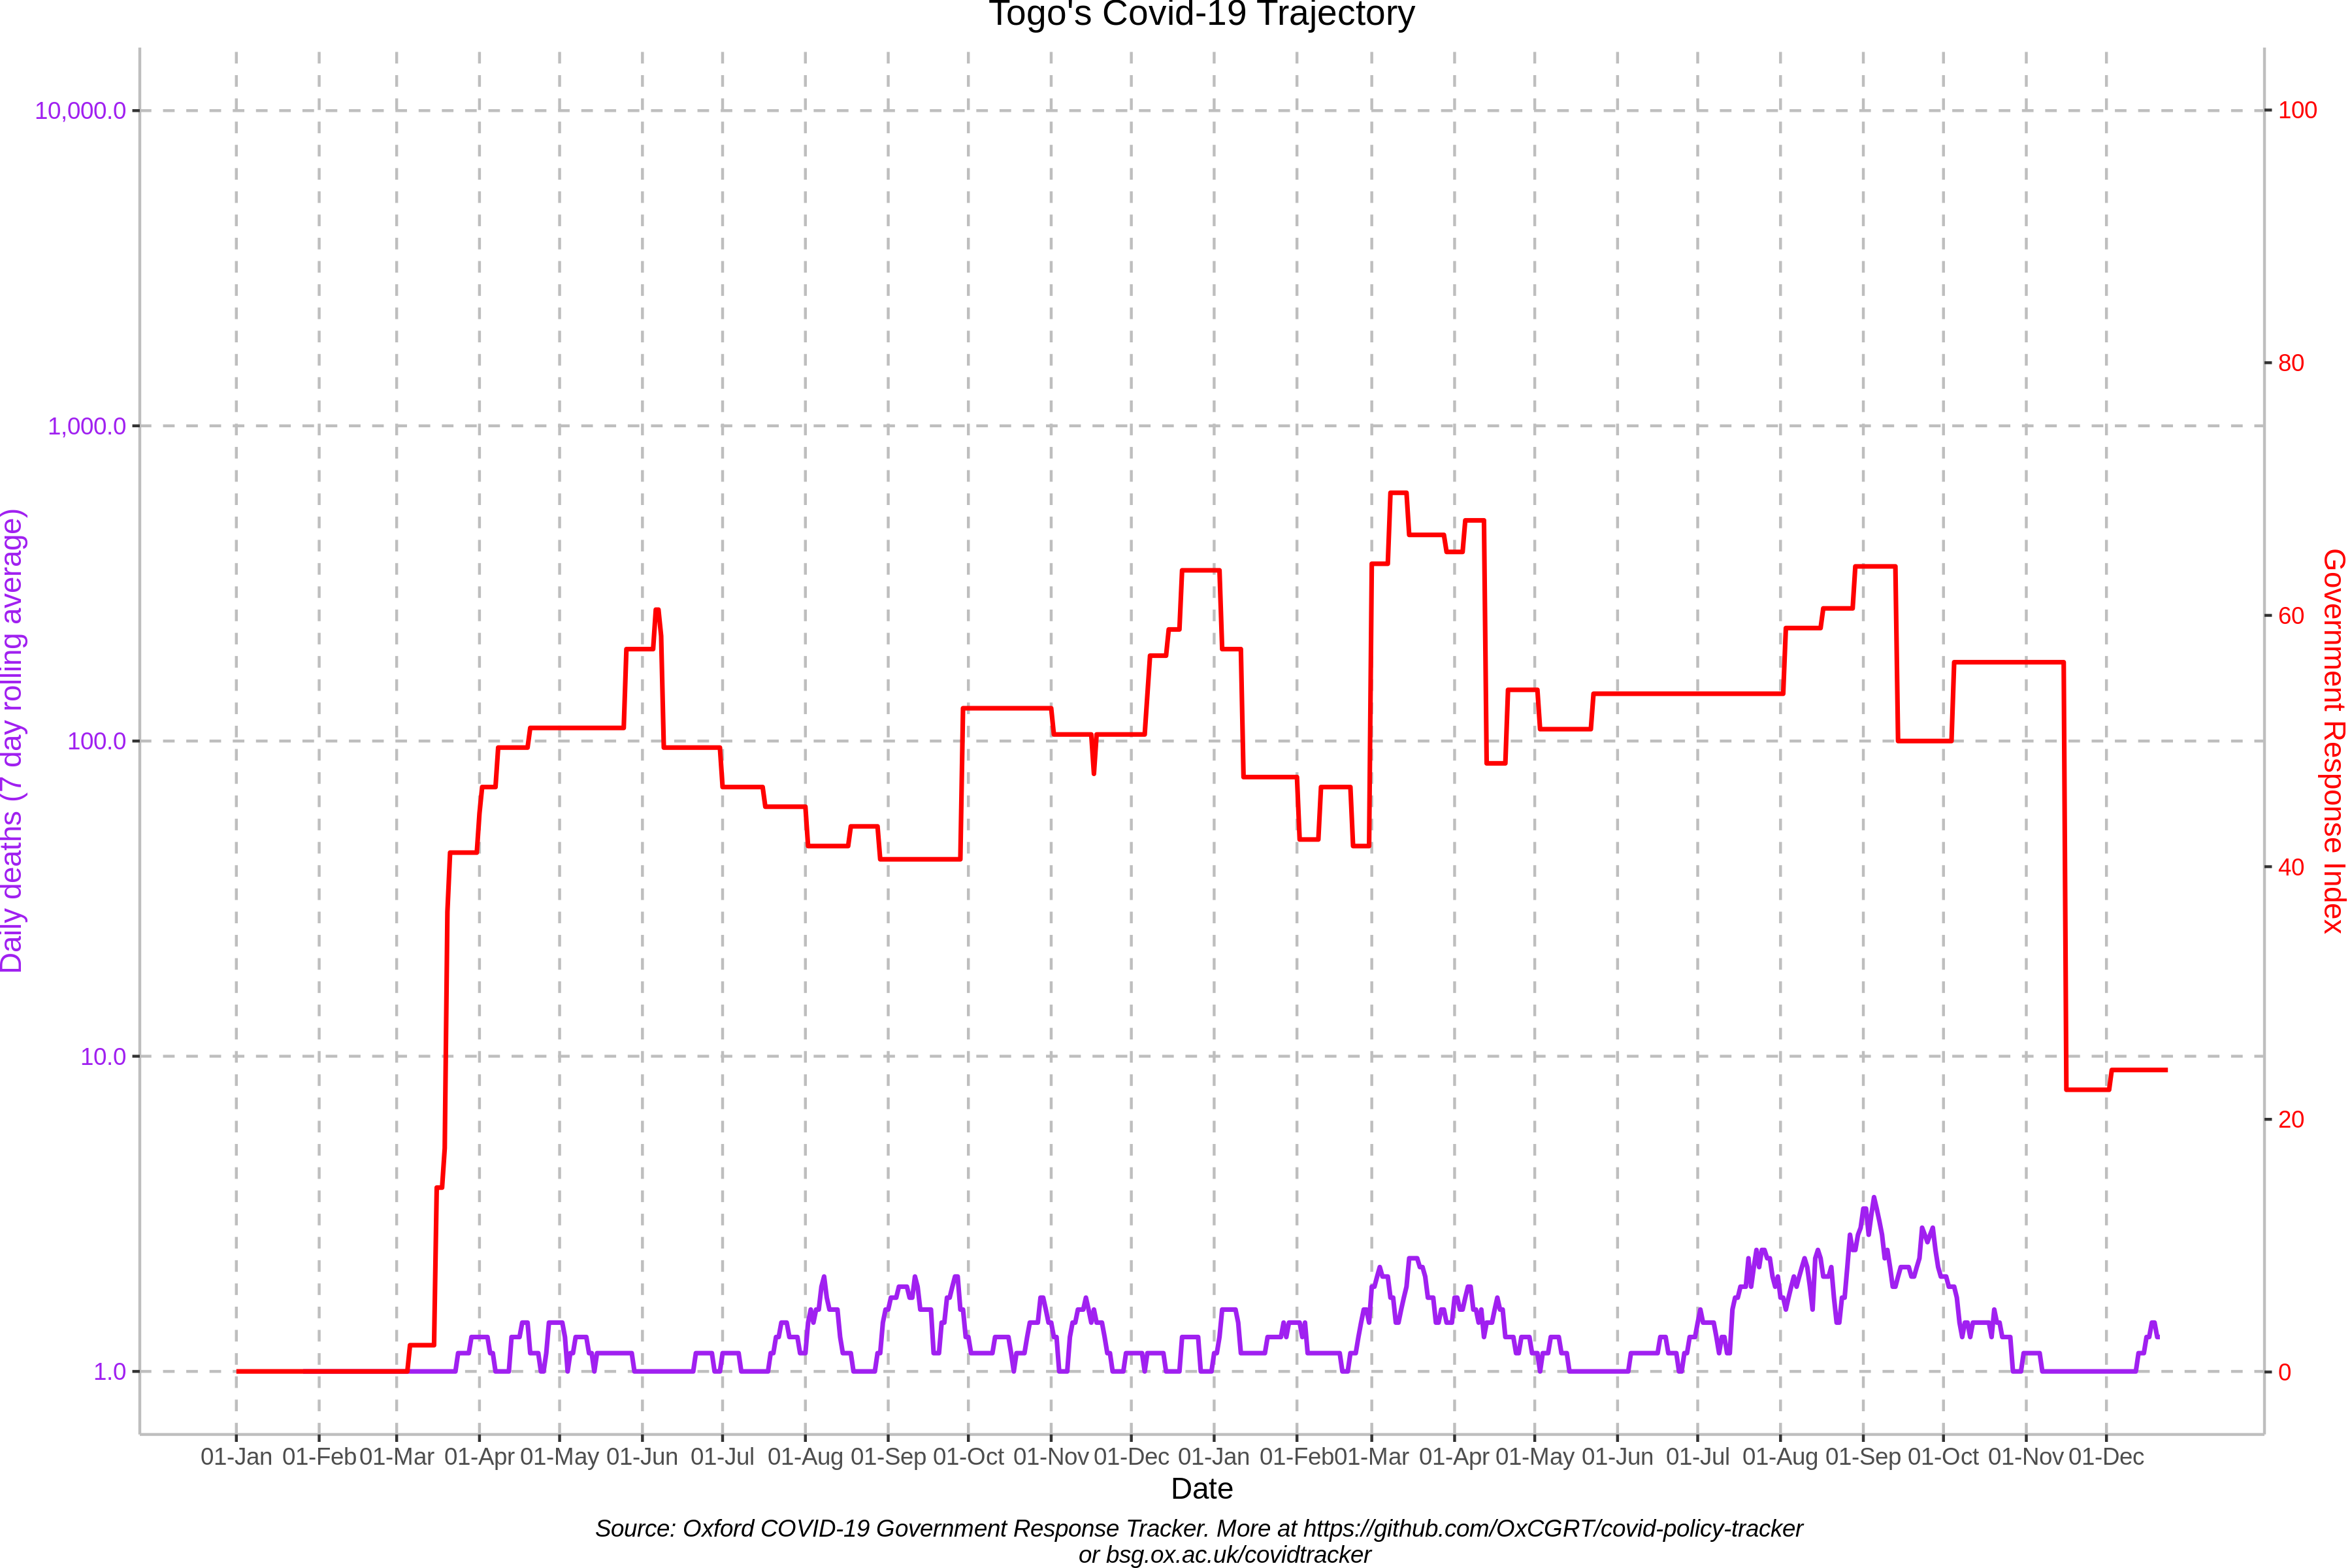 Togo's Covid-19 Trajectory
10,000.0
1,000.0
100.0
10.0
1.0
Daily deaths (7 day rolling average)
100
80
60
40
20
0
Government Response Index
01-Jan 01-Feb 01-Mar 01-Apr 01-May 01-Jun 01-Jul 01-Aug 01-Sep 01-Oct 01-Nov 01-Dec 01-Jan 01-Feb 01-Mar 01-Apr 01-May 01-Jun 01-Jul 01-Aug 01-Sep 01-Oct 01-Nov 01-Dec
Date
Source: Oxford COVID-19 Government Response Tracker. More at https://github.com/OxCGRT/covid-policy-tracker
or bsg.ox.ac.uk/covidtracker